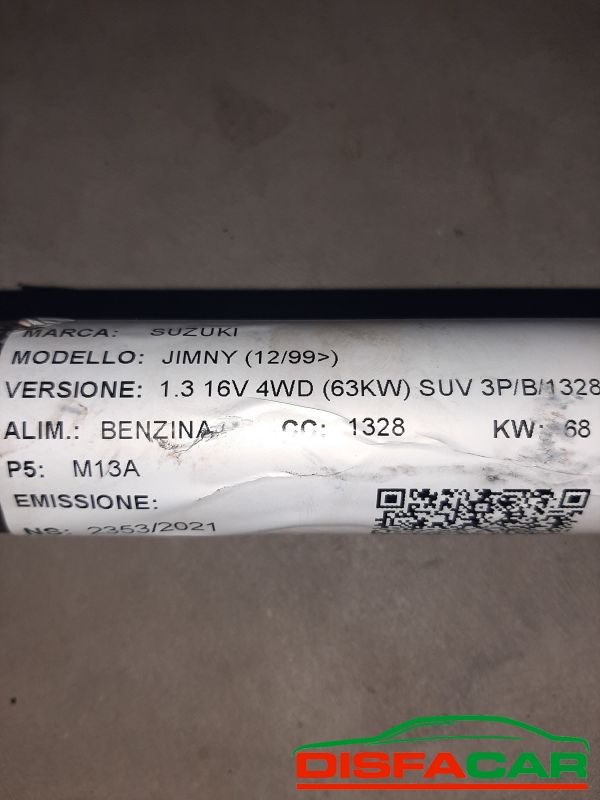 MARCA: SUZUKI
MODELLO: JIMNY (12/99>)
VERSIONE: 1.3 16V 4WD (63KW) SUV 3P/B/1328
ALIM.: BENZINA CC: 1328 KW: 68
P5: M13A
EMISSIONE:
NS: 2353/2021
DISFACAR